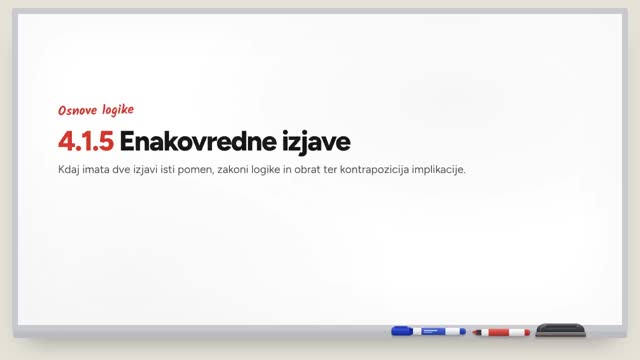 Osnove logike
4.1.5 Enakovredne izjave
Kdaj imata dve izjavi isti pomen, zakoni logike in obrat ter kontrapozicija implikacije.